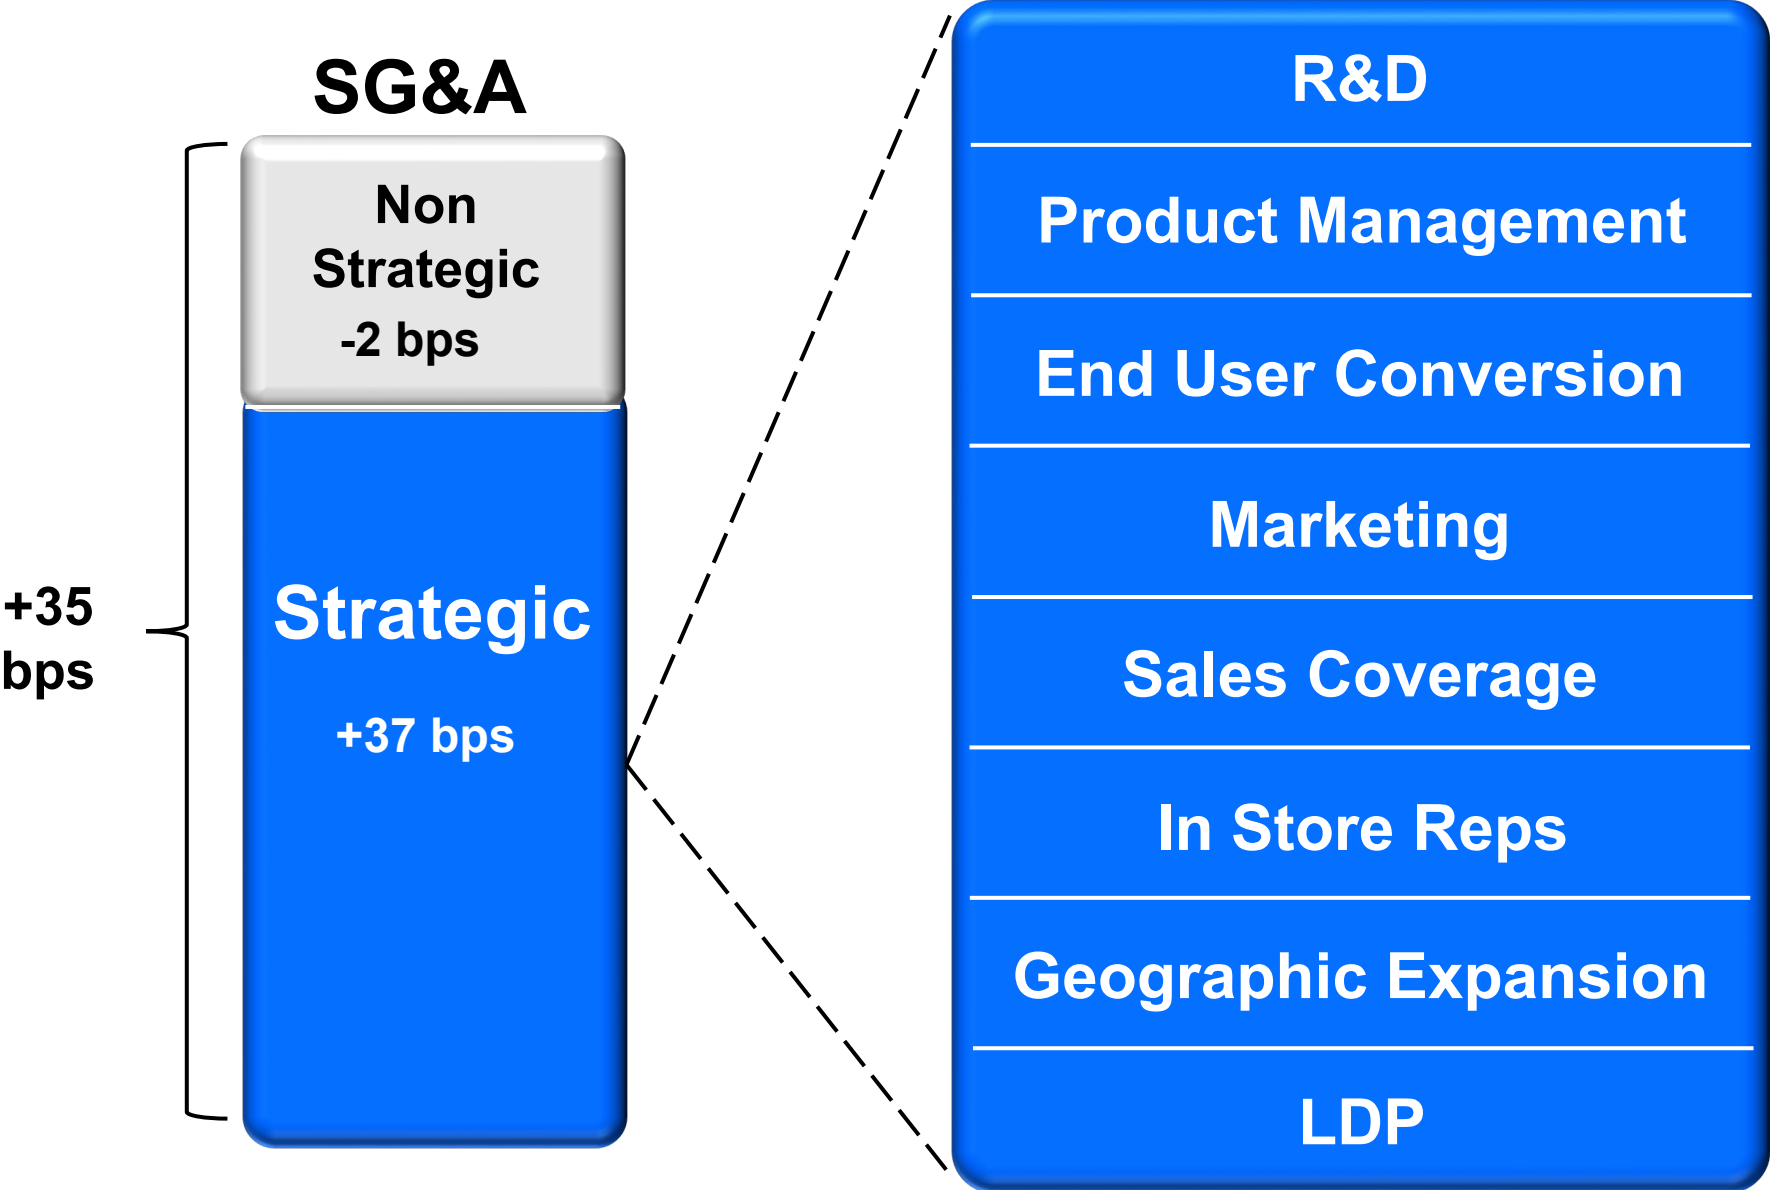 SG&A
Non
Strategic
-2 bps
Strategic
+37 bps
+35
bps
R&D
Product Management
End User Conversion
Marketing
Sales Coverage
In Store Reps
Geographic Expansion
LDP